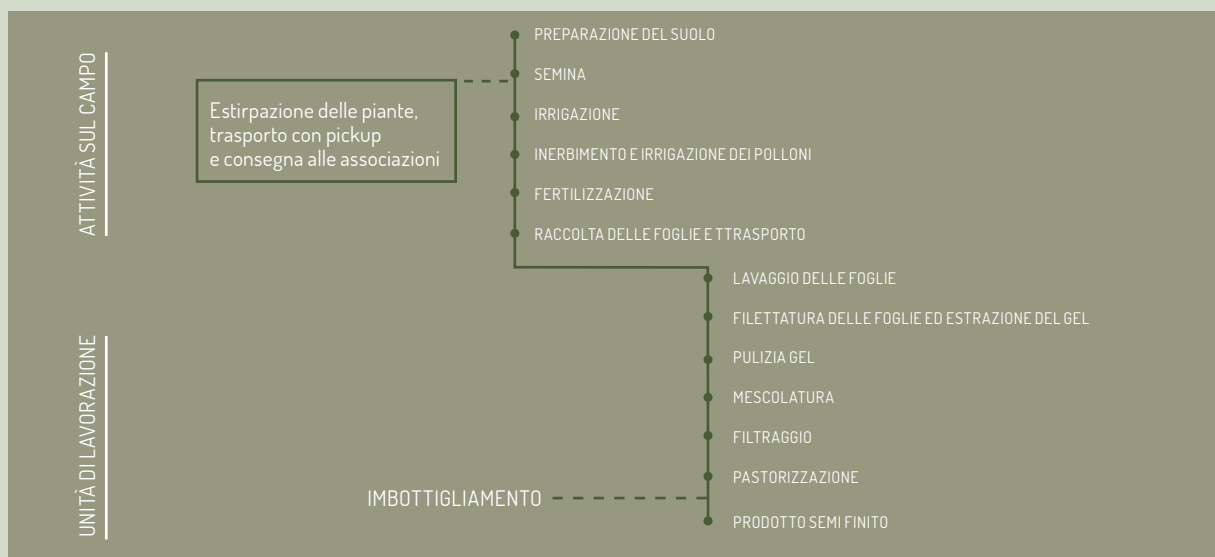 ATTIVITÀ SUL CAMPO
PREPARAZIONE DEL SUOLO
SEMINA
Estirpazione delle piante,
trasporto con pickup
e consegna alle associazioni
IRRIGAZIONE
INERBIMENTO E IRRIGAZIONE DEI POLLONI
FERTILIZZAZIONE
RACCOLTA DELLE FOGLIE E TTRASPORTO
UNITÀ DI LAVORAZIONE
LAVAGGIO DELLE FOGLIE
FILETTATURA DELLE FOGLIE ED ESTRAZIONE DEL GEL
PULIZIA GEL
MESCOLATURA
FILTRAGGIO
PASTORIZZAZIONE
IMBOTTIGLIAMENTO
PRODOTTO SEMI FINITO